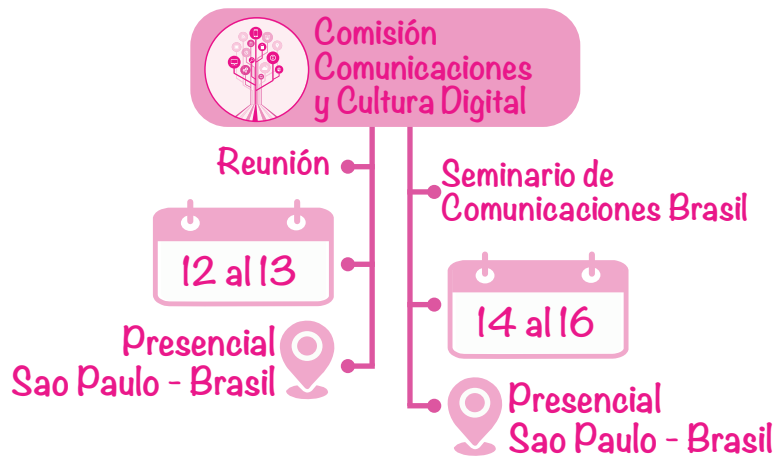 Comisión
Comunicaciones
y Cultura Digital
Reunión
12 al 13
Presencial
Sao Paulo - Brasil
Seminario de
Comunicaciones Brasil
14 al 16
Presencial
Sao Paulo - Brasil